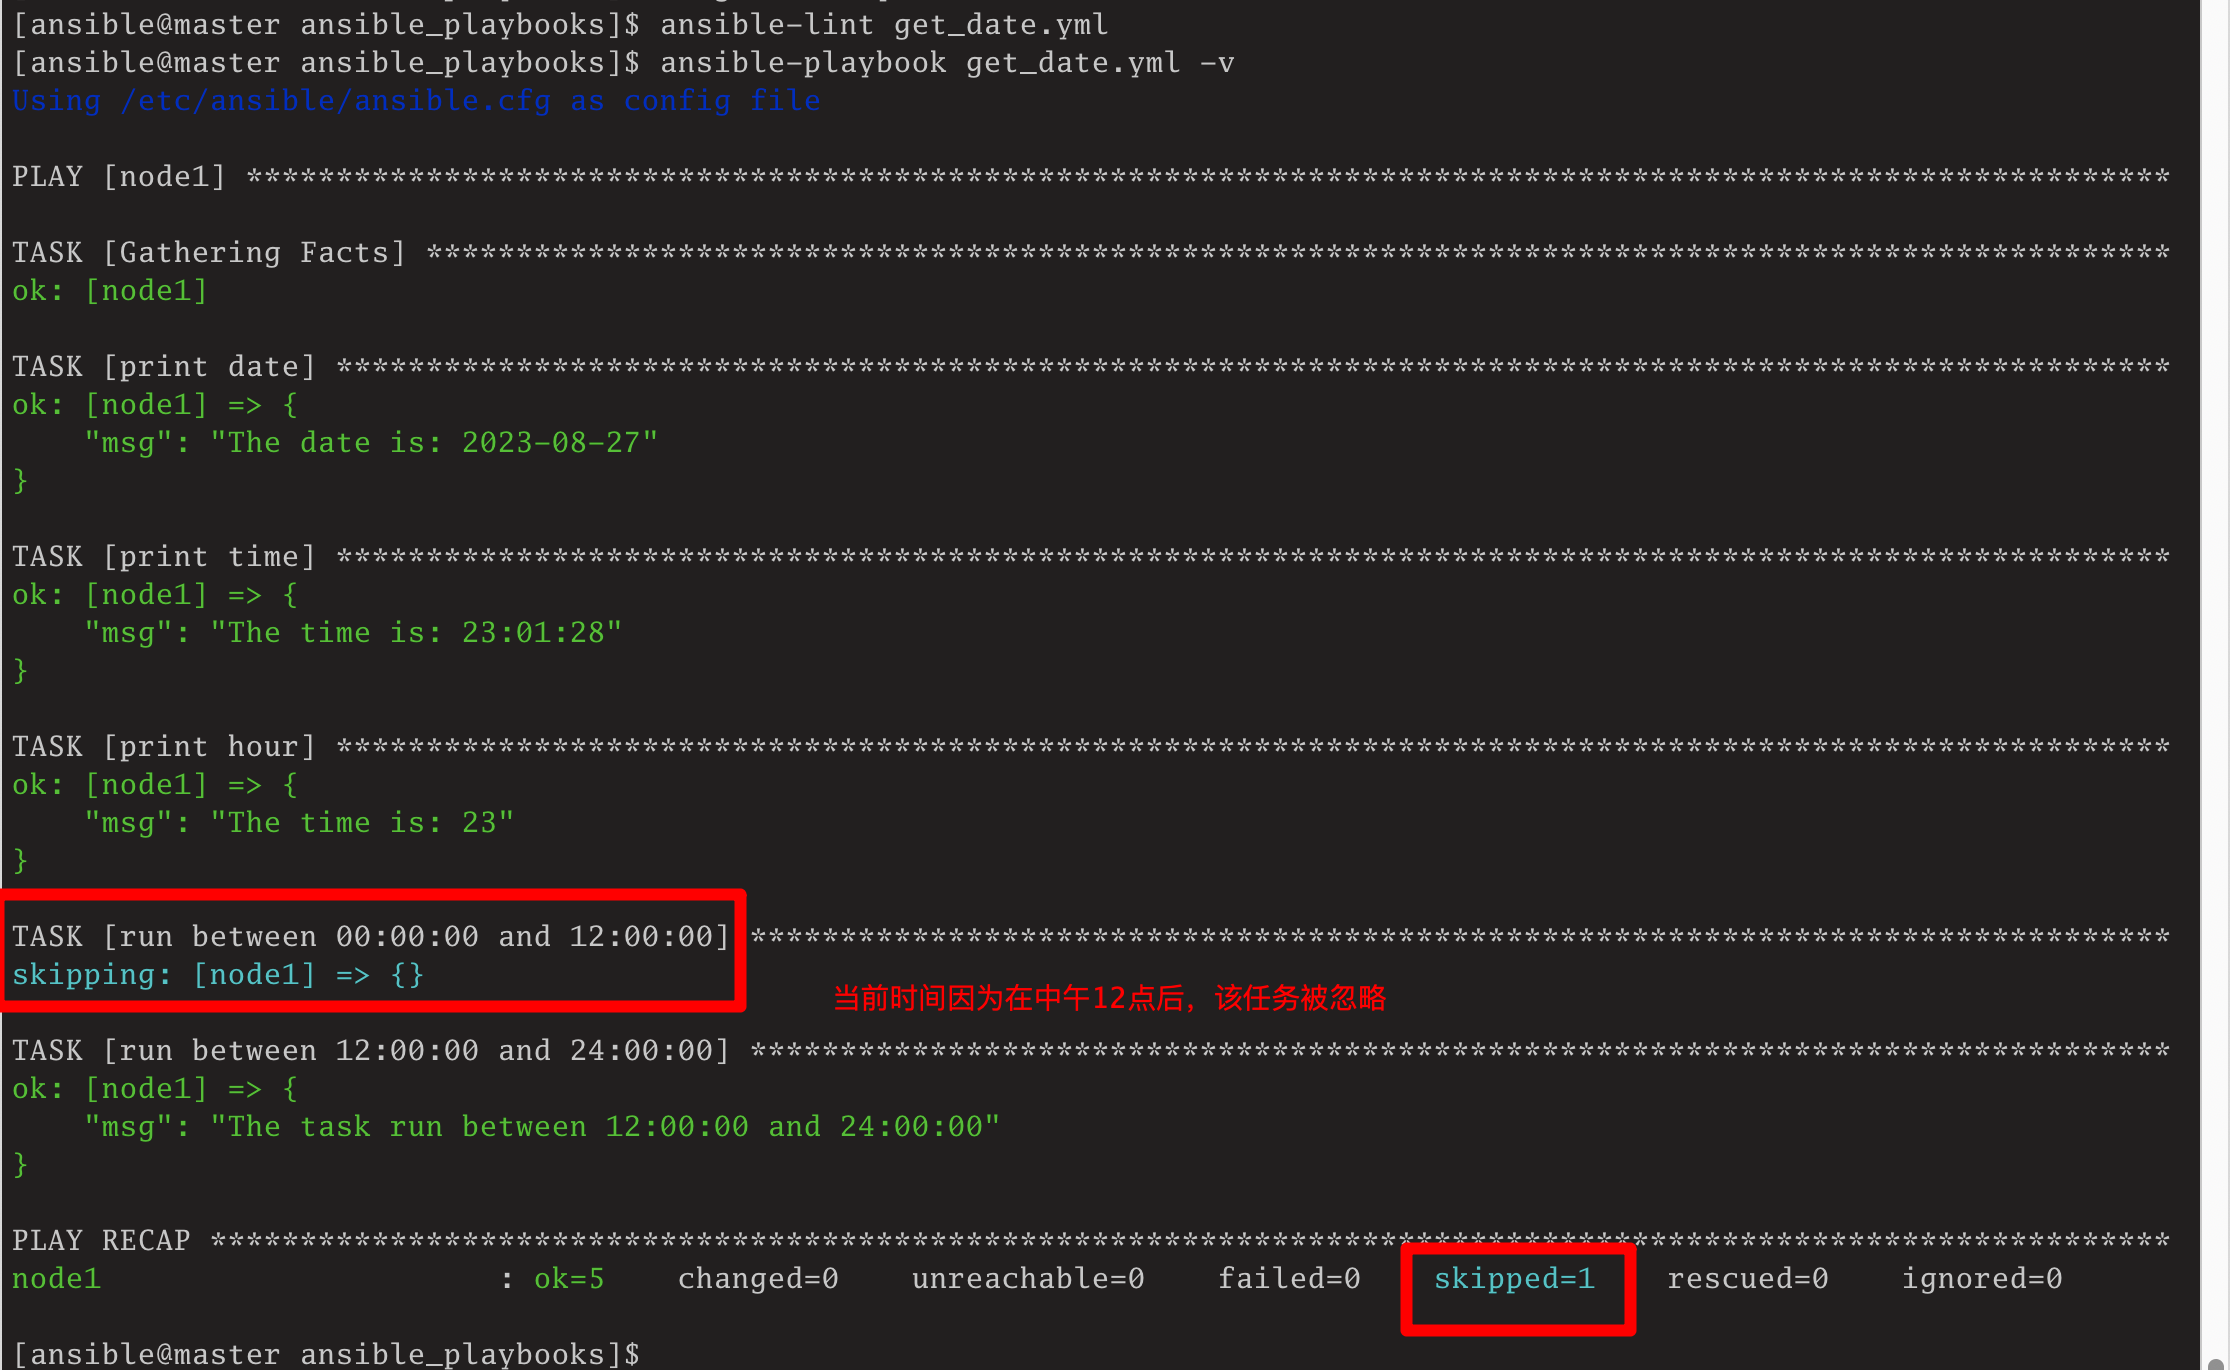 [ansible@master ansible_playbooks]$ ansible-lint get_date.yml
[ansible@master ansible_playbooks]$ ansible-playbook get_date.yml -v
Using /etc/ansible/ansible.cfg as config file
PLAY [node1] ***********************************************************************************************************
TASK [Gathering Facts] *************************************************************************************************
ok: [node1]
TASK [print date] ******************************************************************************************************
ok: [node1] => {
    "msg": "The date is: 2023-08-27"
}
TASK [print time] ******************************************************************************************************
ok: [node1] => {
    "msg": "The time is: 23:01:28"
}
TASK [print hour] ******************************************************************************************************
ok: [node1] => {
    "msg": "The time is: 23"
}
TASK [run between 00:00:00 and 12:00:00] *******************************************************************************
skipping: [node1] => {}
当前时间因为在中午12点后，该任务被忽略
TASK [run between 12:00:00 and 24:00:00] *******************************************************************************
ok: [node1] => {
    "msg": "The task run between 12:00:00 and 24:00:00"
}
PLAY RECAP *************************************************************************************************************
node1                      : ok=5    changed=0    unreachable=0    failed=0    skipped=1    rescued=0    ignored=0
[ansible@master ansible_playbooks]$